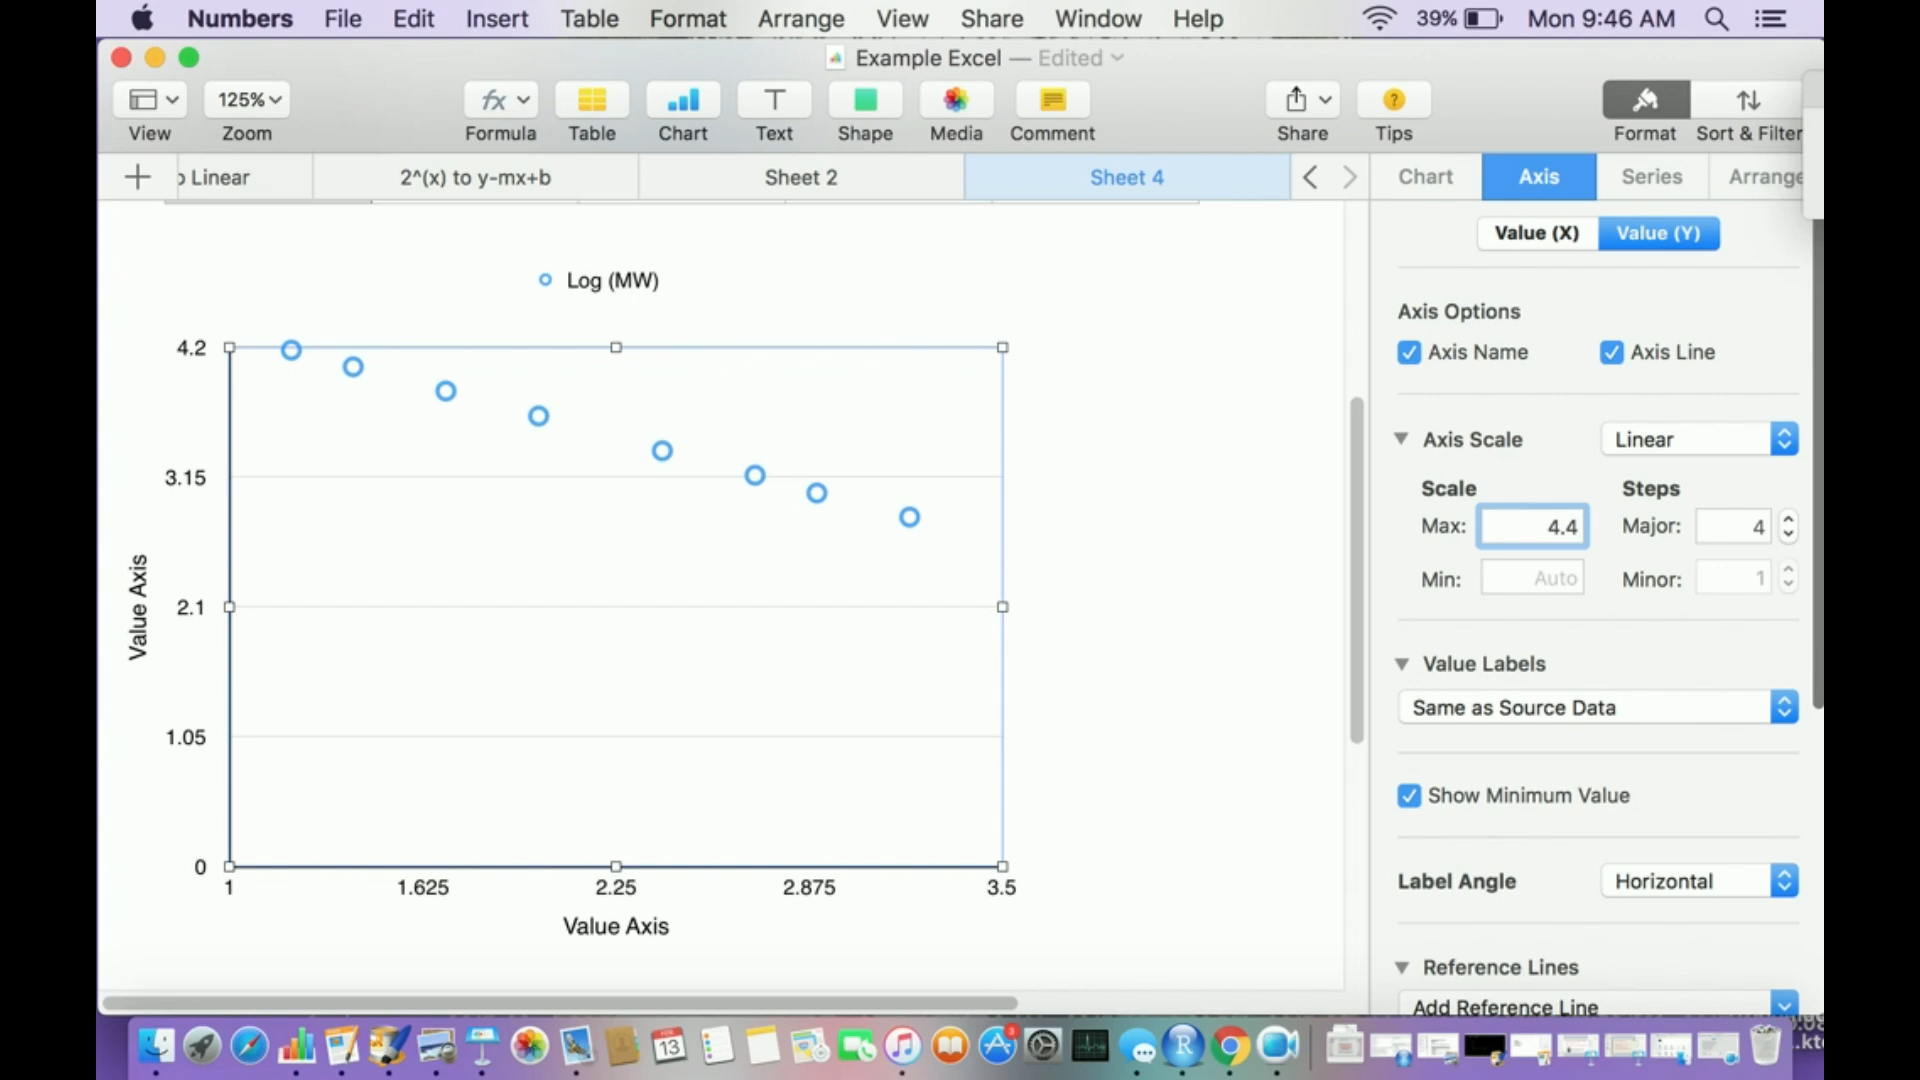 Numbers File Edit Insert Table Format Arrange View Share Window Help 39% Mon 9:46 AM
Example Excel — Edited
125%
View Zoom Formula Table Chart Text Shape Media Comment Share Tips Format Sort & Filter
Linear 2^(x) to y-mx+b Sheet 2 Sheet 4 Chart Axis Series Arrange
Value (X) Value (Y)
Log (MW)
Axis Options
Axis Name Axis Line
4.2
3.15
2.1
1.05
0
1 1.625 2.25 2.875 3.5
Value Axis
Value Axis
Axis Scale Linear
Scale Steps
Max: 4.4 Major: 4
Min: Auto Minor: 1
Value Labels
Same as Source Data
Show Minimum Value
Label Angle Horizontal
Reference Lines
Add Reference Line
13
3
R